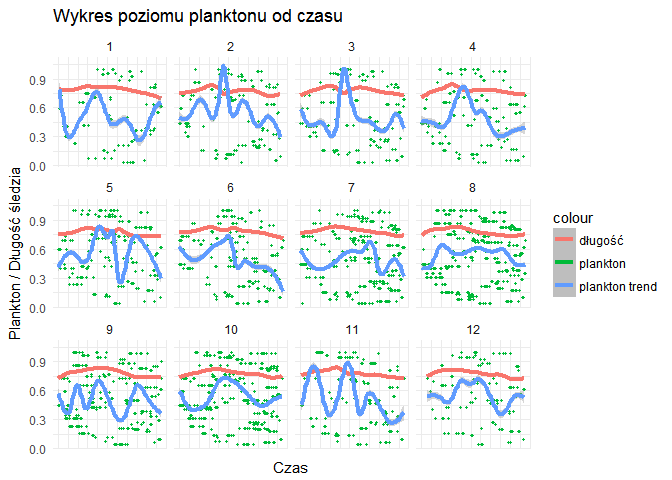 Wykres poziomu planktonu od czasu
1 2 3 4
0.9
0.6
0.3
0.0
5 6 7 8
0.9
0.6
0.3
0.0
9 10 11 12
0.9
0.6
0.3
0.0
Plankton / Długość śledzia
Czas
colour
długość
plankton
plankton trend